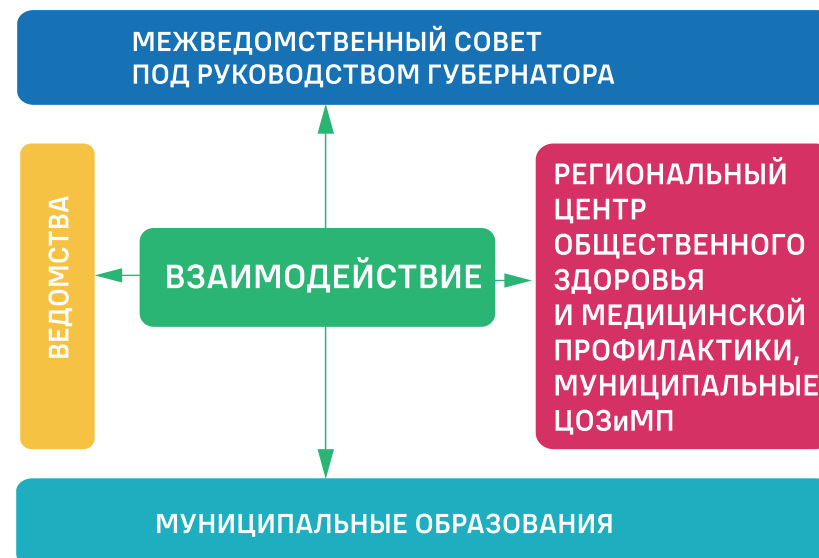 МЕЖВЕДОМСТВЕННЫЙ СОВЕТ
ПОД РУКОВОДСТВОМ ГУБЕРНАТОРА
ВЕДОМСТВА
ВЗАИМОДЕЙСТВИЕ
РЕГИОНАЛЬНЫЙ
ЦЕНТР
ОБЩЕСТВЕННОГО
ЗДОРОВЬЯ
И МЕДИЦИНСКОЙ
ПРОФИЛАКТИКИ,
МУНИЦИПАЛЬНЫЕ
ЦОЗиМП
МУНИЦИПАЛЬНЫЕ ОБРАЗОВАНИЯ